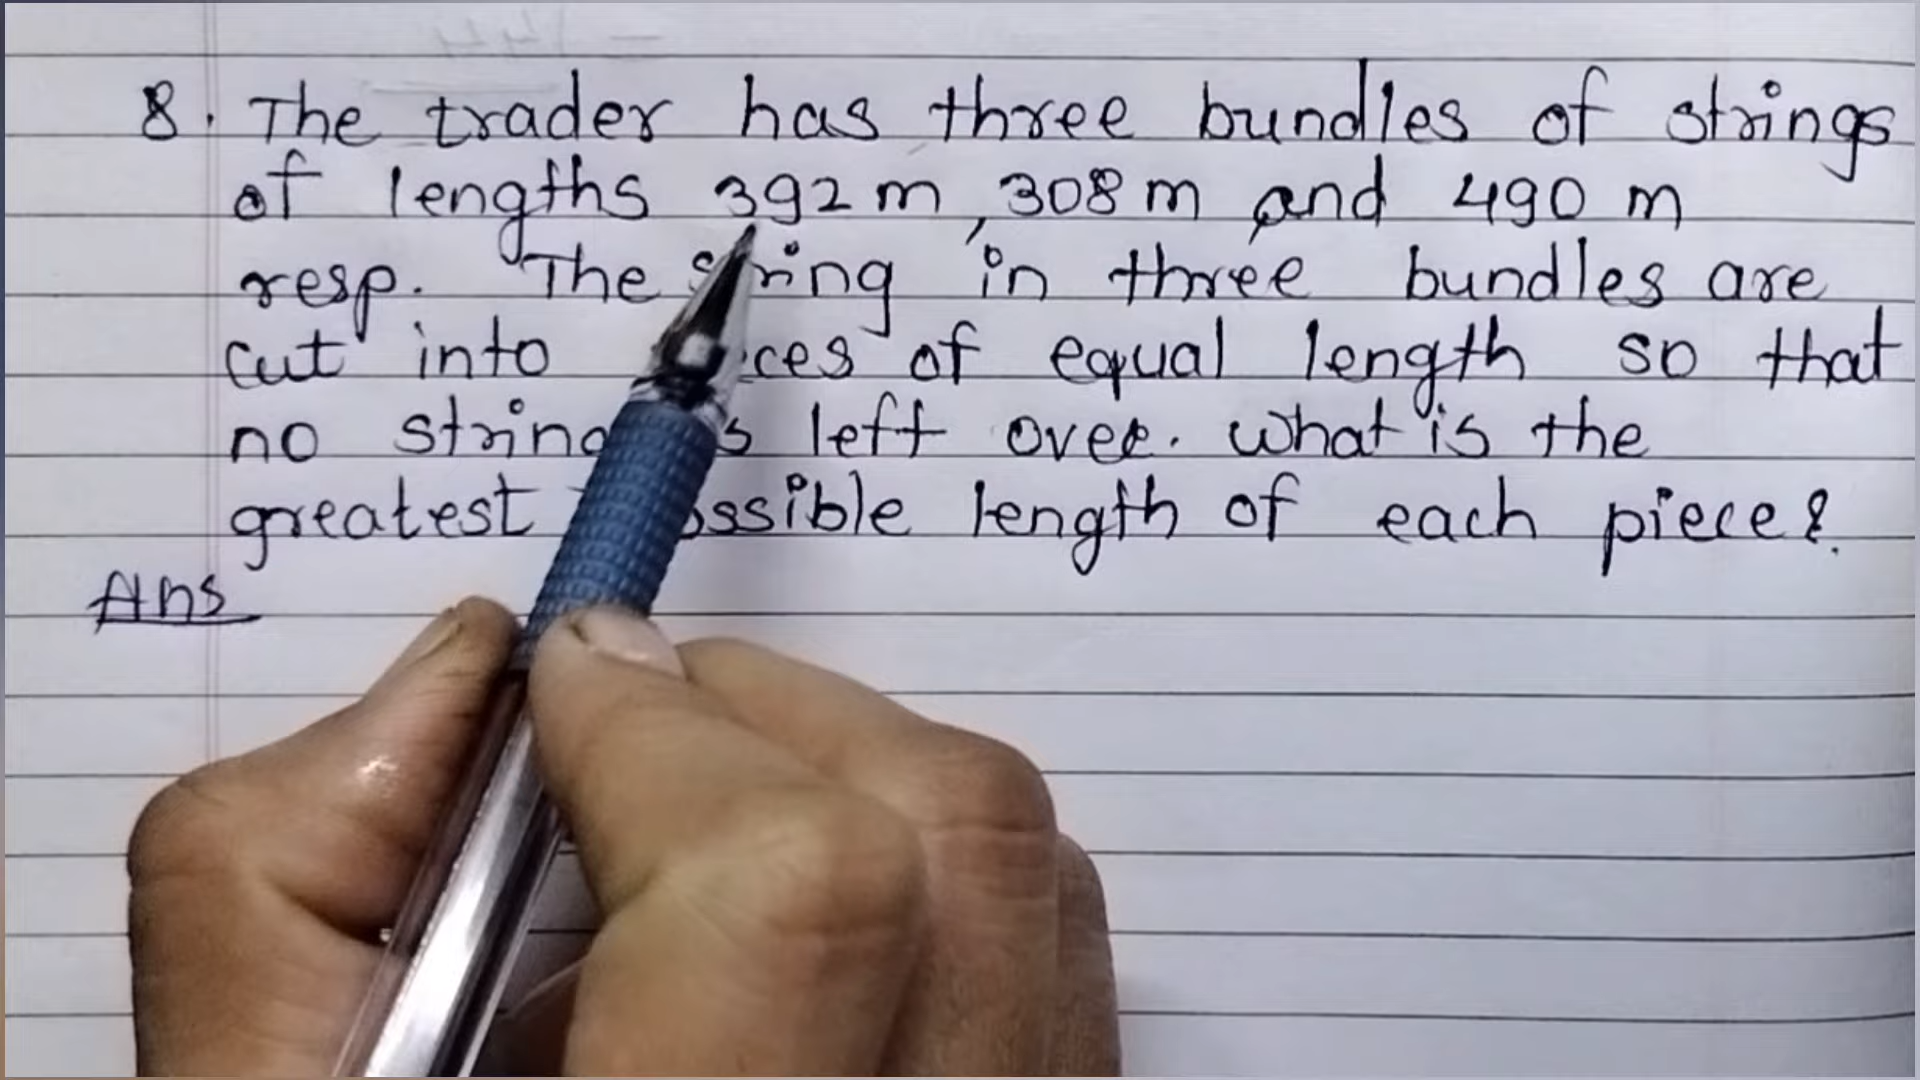 8. The trader has three bundles of strings
of lengths 392 m, 308 m and 490 m
resp. The in three bundles are
cut into of equal length so that
no left over. What is the
greatest length of each piece?
Ans